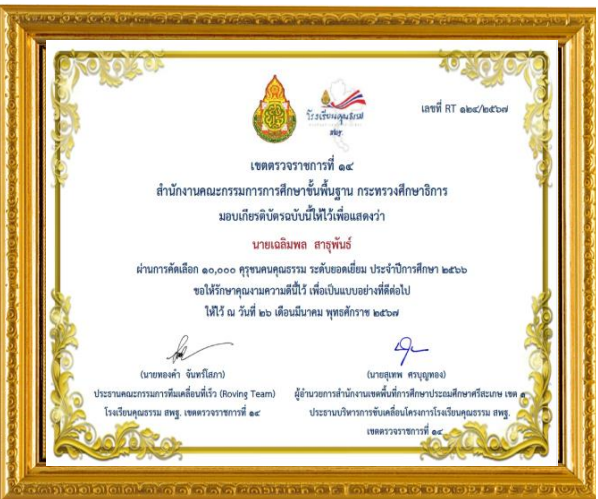 โรงเรียนคุณธรรม
สพฐ.
เลขที่ RT ๑๒๔/๒๕๖๗
เขตตรวจราชการที่ ๑๔
สำนักงานคณะกรรมการการศึกษาขั้นพื้นฐาน กระทรวงศึกษาธิการ
มอบเกียรติบัตรฉบับนี้ให้ไว้เพื่อแสดงว่า
นายเฉลิมพล สาธุพันธ์
ผ่านการคัดเลือก ๑๐,๐๐๐ คุรุชนคนคุณธรรม ระดับยอดเยี่ยม ประจำปีการศึกษา ๒๕๖๖
ขอให้รักษาคุณงามความดีนี้ไว้ เพื่อเป็นแบบอย่างที่ดีต่อไป
ให้ไว้ ณ วันที่ ๒๖ เดือนมีนาคม พุทธศักราช ๒๕๖๗
(นายทองคำ จันทร์โสภา)
ประธานคณะกรรมการทีมเคลื่อนที่เร็ว (Roving Team)
โรงเรียนคุณธรรม สพฐ. เขตตรวจราชการที่ ๑๔
(นายสุเทพ ศรบุญทอง)
ผู้อำนวยการสำนักงานเขตพื้นที่การศึกษาประถมศึกษาศรีสะเกษ เขต
ประธานบริหารการขับเคลื่อนโครงการโรงเรียนคุณธรรม สพฐ.
เขตตรวจราชการที่ ๑๔